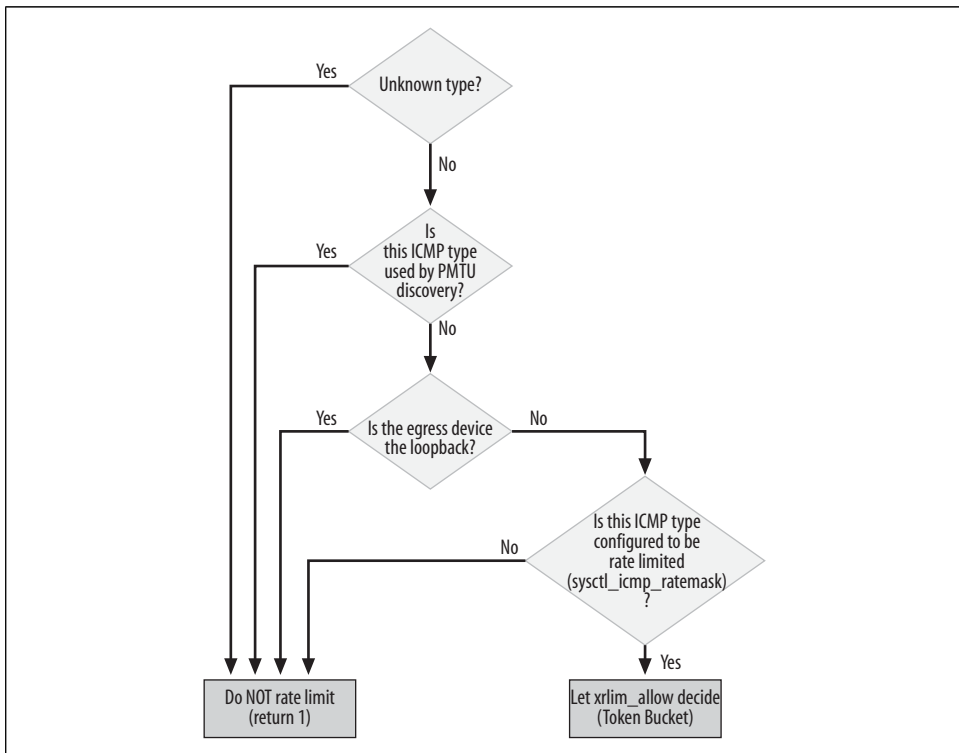 Yes
Unknown type?
No
Yes
Is
this ICMP type
used by PMTU
discovery?
No
Yes
Is the egress device
the loopback?
No
No
Is this ICMP type
configured to be
rate limited
(sysctl_icmp_ratemask)
?
Yes
Do NOT rate limit
(return 1)
Let xrlim_allow decide
(Token Bucket)